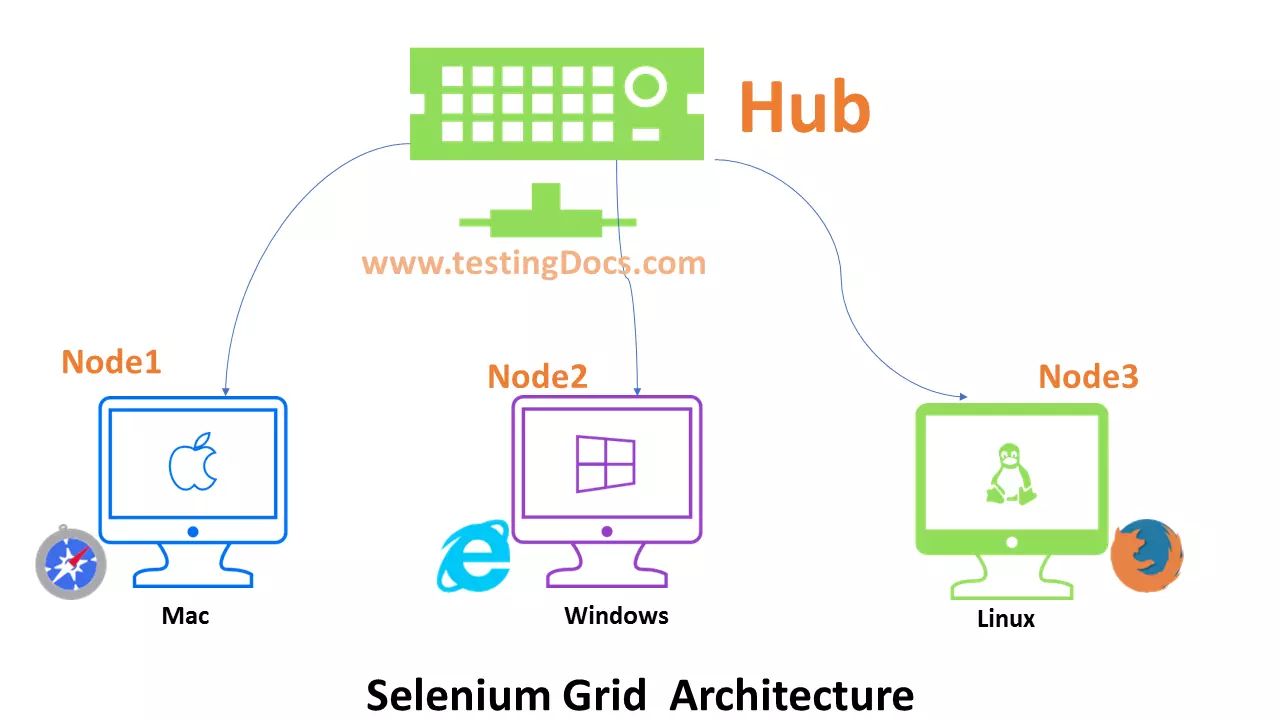 Hub
www.testingDocs.com
Node1
Node2
Node3
Mac
Windows
Linux
Selenium Grid  Architecture